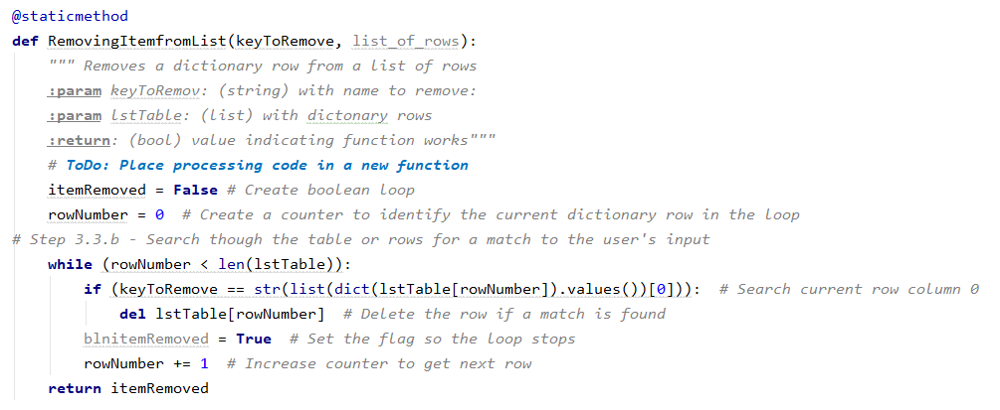 @staticmethod
def RemovingItemfromList(keyToRemove, list_of_rows):
    """ Removes a dictionary row from a list of rows
    :param keyToRemov: (string) with name to remove:
    :param lstTable: (list) with dictonary rows
    :return: (bool) value indicating function works"""
    # ToDo: Place processing code in a new function
    itemRemoved = False # Create boolean loop
    rowNumber = 0  # Create a counter to identify the current dictionary row in the loop
# Step 3.3.b - Search though the table or rows for a match to the user's input
    while (rowNumber < len(lstTable)):
        if (keyToRemove == str(list(dict(lstTable[rowNumber]).values())[0])):  # Search current row column 0
            del lstTable[rowNumber]  # Delete the row if a match is found
        blnitemRemoved = True  # Set the flag so the loop stops
        rowNumber += 1  # Increase counter to get next row
    return itemRemoved